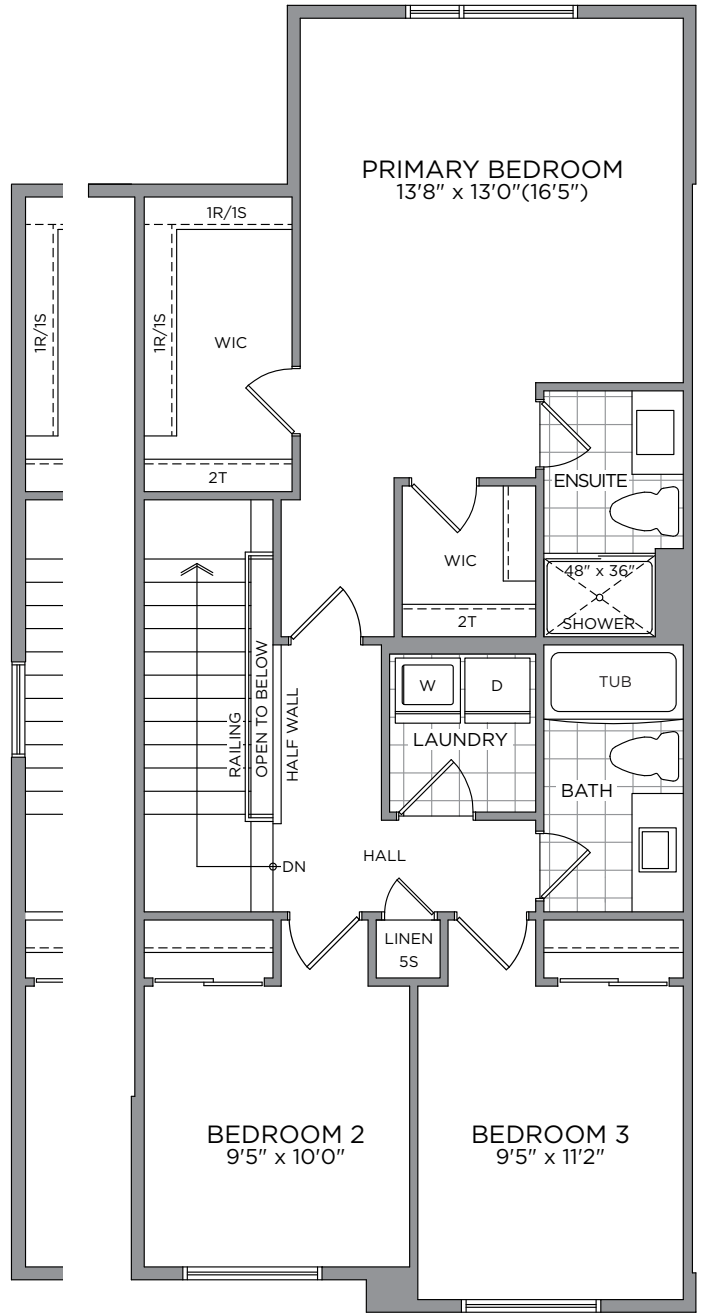 PRIMARY BEDROOM
13'8" x 13'0"(16'5")
1R/1S
1R/1S
1R/1S
WIC
2T
ENSUITE
WIC
2T
48" x 36"
SHOWER
RAILING
OPEN TO BELOW
HALF WALL
W
D
LAUNDRY
TUB
BATH
HALL
DN
LINEN
5S
BEDROOM 2
9'5" x 10'0"
BEDROOM 3
9'5" x 11'2"